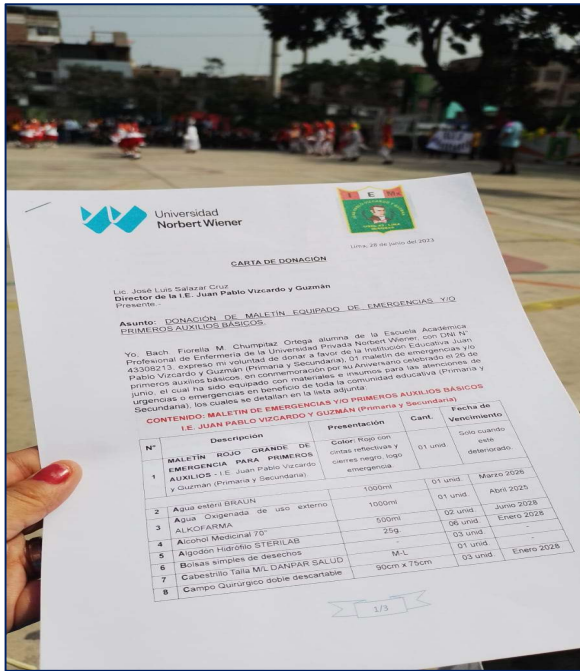 Universidad
Norbert Wiener
Lima, 26 de junio del 2023
CARTA DE DONACIÓN
Lic. José Luis Salazar Cruz
Director de la I.E. Juan Pablo Vizcardo y Guzmán
Presente.-
Asunto: DONACIÓN DE MALETÍN EQUIPADO DE EMERGENCIAS Y/O
PRIMEROS AUXILIOS BÁSICOS.
Yo, Bach. Fiorella M. Chumpitaz Ortega alumna de la Escuela Académica
Profesional de Enfermería de la Universidad Privada Norbert Wiener, con DNI N°
43308213, expreso mi voluntad de donar a favor de la Institución Educativa Juan
Pablo Vizcardo y Guzmán (Primaria y Secundaria), 01 maletín de emergencias y/o
primeros auxilios básicos, en conmemoración por su Aniversario celebrado el 26 de
junio, el cual ha sido equipado con materiales e insumos para las atenciones de
urgencias o emergencias en beneficio de toda la comunidad educativa (Primaria y
Secundaria), los cuales se detallan en la lista adjunta:
CONTENIDO: MALETIN DE EMERGENCIAS Y/O PRIMEROS AUXILIOS BÁSICOS
I.E. JUAN PABLO VIZCARDO Y GUZMÁN (Primaria y Secundaria)
N° Descripción Presentación Cant. Fecha de Vencimiento
1 MALETÍN ROJO GRANDE DE EMERGENCIA PARA PRIMEROS AUXILIOS - I.E. Juan Pablo Vizcardo y Guzmán (Primaria y Secundaria) Color: Rojo con cintas reflectivas y cierres negro, logo emergencia. 01 unid Solo cuando esté deteriorado.
2 Agua estéril BRAUN 1000ml 01 unid. Marzo 2026
3 Agua Oxigenada de uso externo ALKOFARMA 1000ml 01 unid. Abril 2025
4 Alcohol Medicinal 70° 500ml 02 unid. Junio 2028
5 Algodón Hidrófilo STERILAB 25g. 06 unid. Enero 2028
6 Bolsas simples de desechos - 03 unid. -
7 Cabestrillo Talla M/L DANPAR SALUD M-L 01 unid. -
8 Campo Quirúrgico doble descartable 90cm x 75cm 03 unid. Enero 2028
1/3